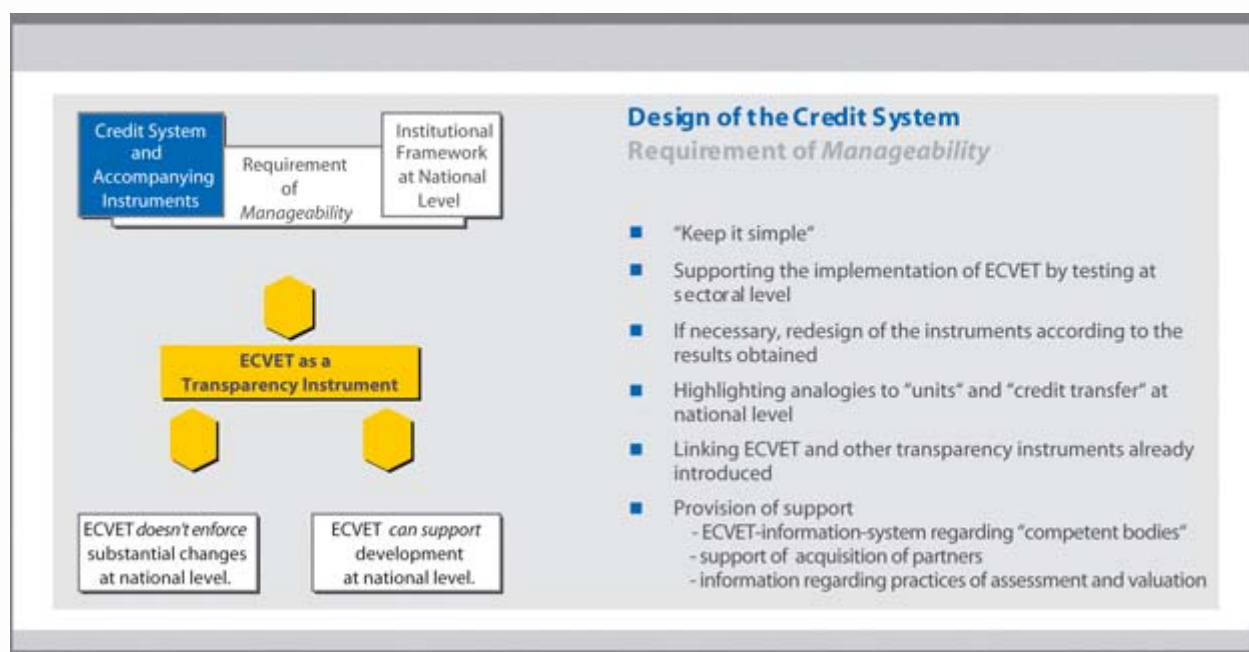 Credit System
and
Accompanying
Instruments
Requirement
of
Manageability
Institutional
Framework
at National
Level
ECVET as a
Transparency Instrument
ECVET doesn't enforce
substantial changes
at national level.
ECVET can support
development
at national level.
Design of the Credit System
Requirement of Manageability
"Keep it simple"
Supporting the implementation of ECVET by testing at
sectoral level
If necessary, redesign of the instruments according to the
results obtained
Highlighting analogies to "units" and "credit transfer" at
national level
Linking ECVET and other transparency instruments already
introduced
Provision of support
- ECVET-information-system regarding "competent bodies"
- support of acquisition of partners
- information regarding practices of assessment and valuation